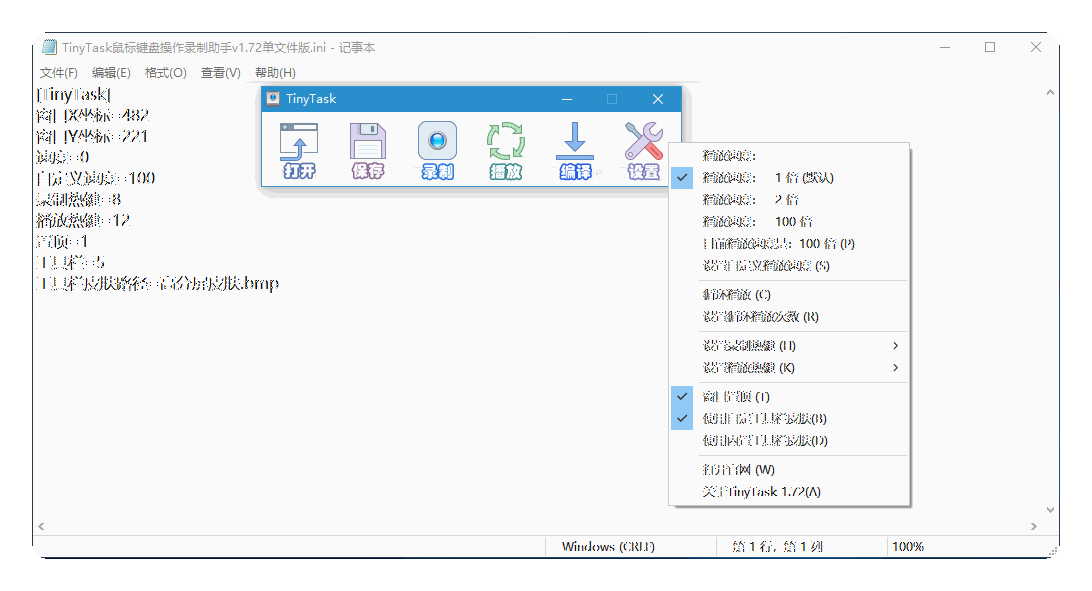 TinyTask鼠标键盘操作录制助手v1.72单文件版.ini - 记事本
文件(F) 编辑(E) 格式(O) 查看(V) 帮助(H)
[TinyTask]
窗口X坐标=482
窗口Y坐标=221
速度=0
自定义速度=100
录制热键=8
播放热键=12
置顶=1
工具栏=5
工具栏皮肤路径=高分屏皮肤.bmp
TinyTask
打开 保存 录制 播放 编译 设置
播放速度:
播放速度: 1 倍 (默认)
播放速度: 2 倍
播放速度: 100 倍
目前播放速度是: 100 倍 (P)
设置自定义播放速度 (S)
循环播放 (C)
设置循环播放次数 (R)
设置录制热键 (H)
设置播放热键 (K)
窗口置顶 (T)
使用自定工具栏皮肤(B)
使用内置工具栏皮肤(D)
打开官网 (W)
关于TinyTask 1.72(A)
Windows (CRLF) 第 1 行，第 1 列 100%